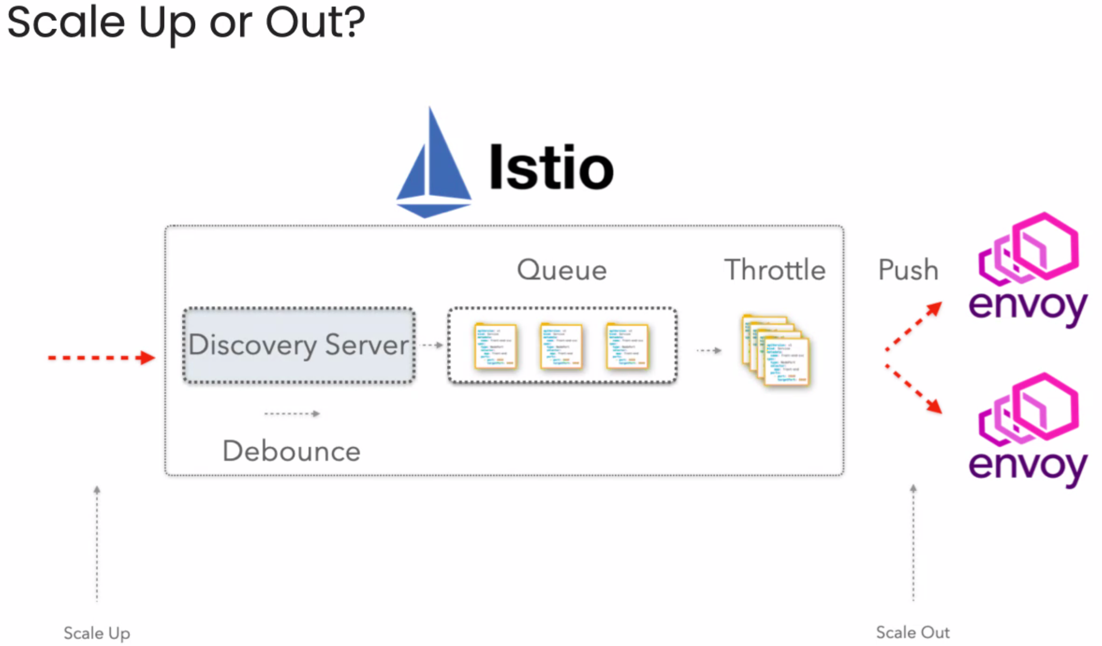 Scale Up or Out?
Istio
Queue
Throttle
Push
envoy
Discovery Server
Debounce
envoy
Scale Up
Scale Out